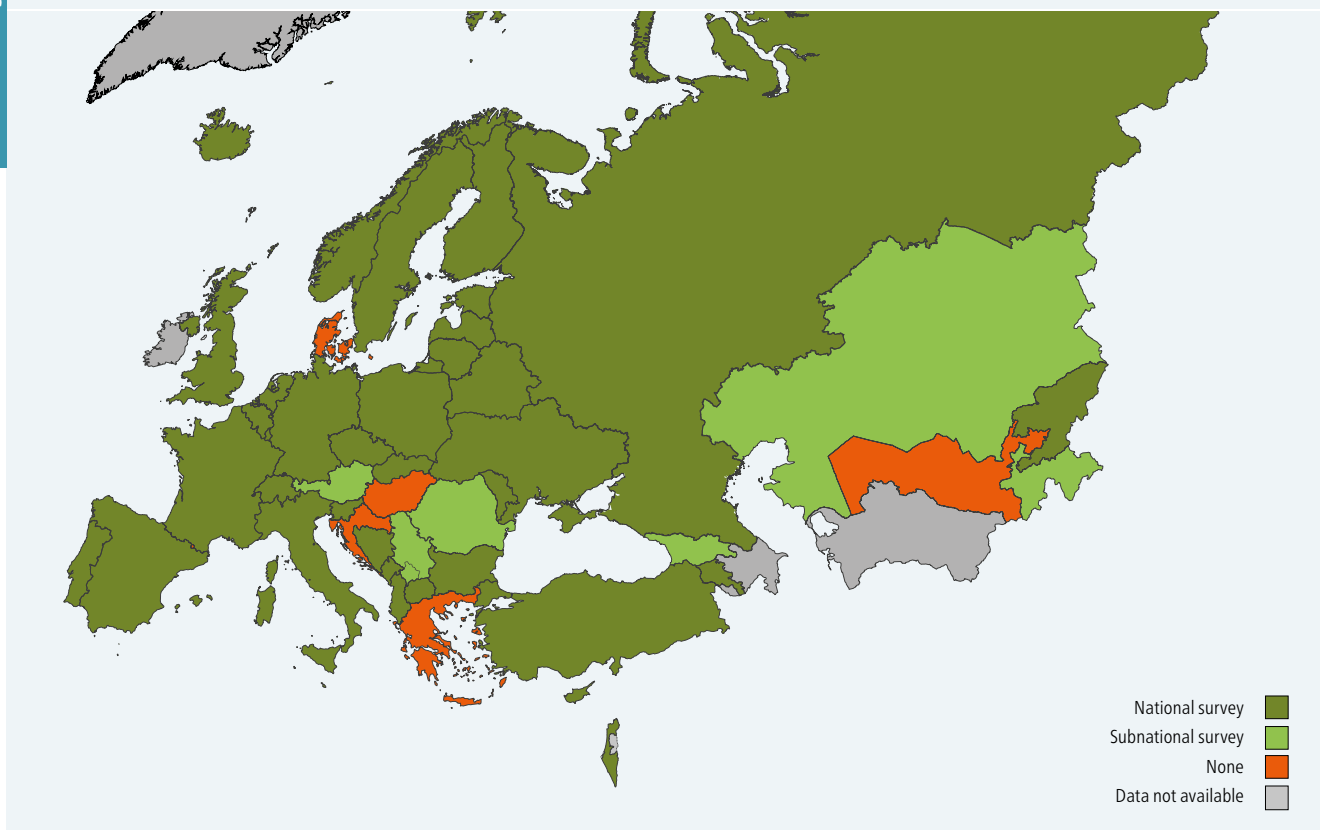 National survey
Subnational survey
None
Data not available